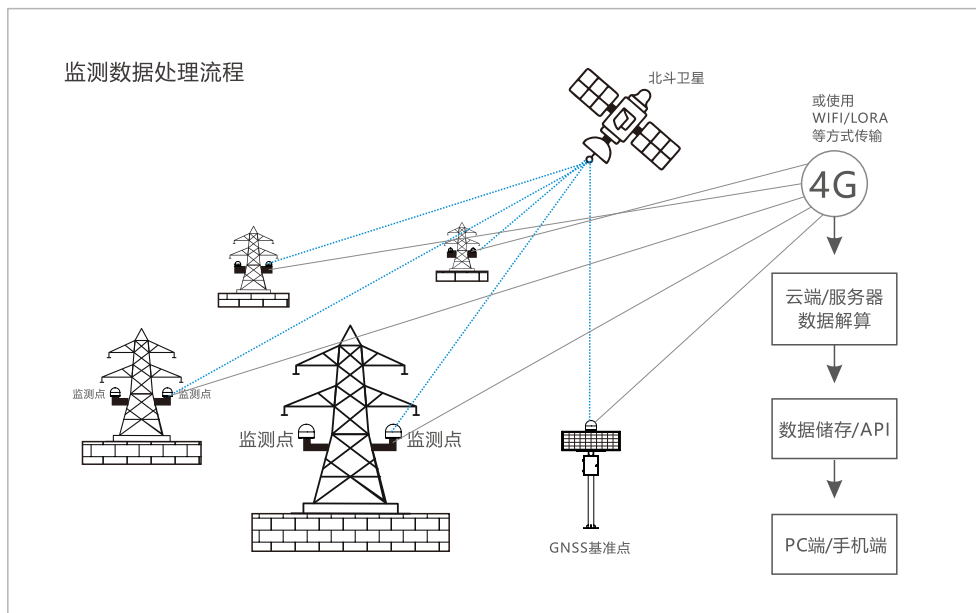 监测数据处理流程
北斗卫星
或使用
WIFI/LORA
等方式传输
4G
云端/服务器
数据解算
监测点
监测点
监测点
监测点
数据储存/API
GNSS基准点
PC端/手机端